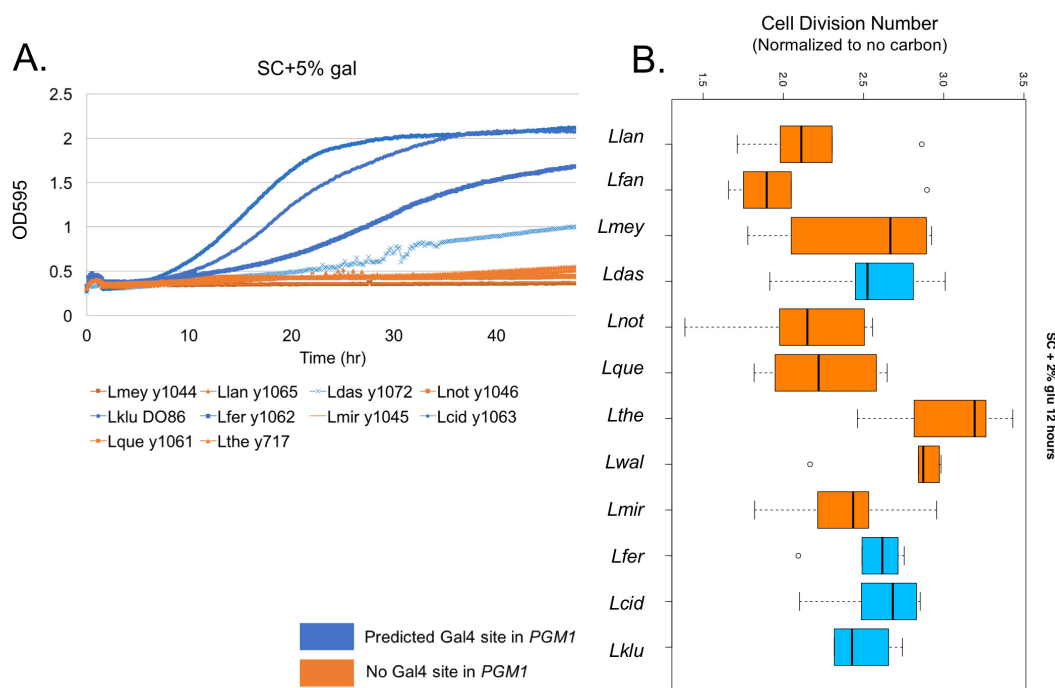 A.
SC+5% gal
2.5
2
1.5
1
0.5
0
OD595
0 10 20 30 40
Time (hr)
Lmey y1044 Llan y1065 Ldas y1072 Lnot y1046
Lklu DO86 Lfer y1062 Lmir y1045 Lcid y1063
Lque y1061 Lthe y717
Predicted Gal4 site in PGM1
No Gal4 site in PGM1
B.
Cell Division Number
(Normalized to no carbon)
1.5 2.0 2.5 3.0 3.5
Llan
Lfan
Lmey
Ldas
Lnot
Lque
Lthe
Lwal
Lmir
Lfer
Lcid
Lklu
SC + 2% glu 12 hours